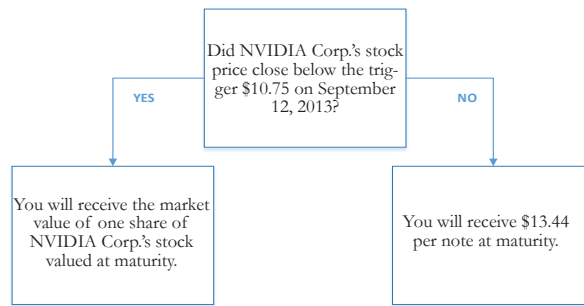 Did NVIDIA Corp.'s stock
price close below the trig-
ger $10.75 on September
12, 2013?
YES
NO
You will receive the market
value of one share of
NVIDIA Corp.'s stock
valued at maturity.
You will receive $13.44
per note at maturity.